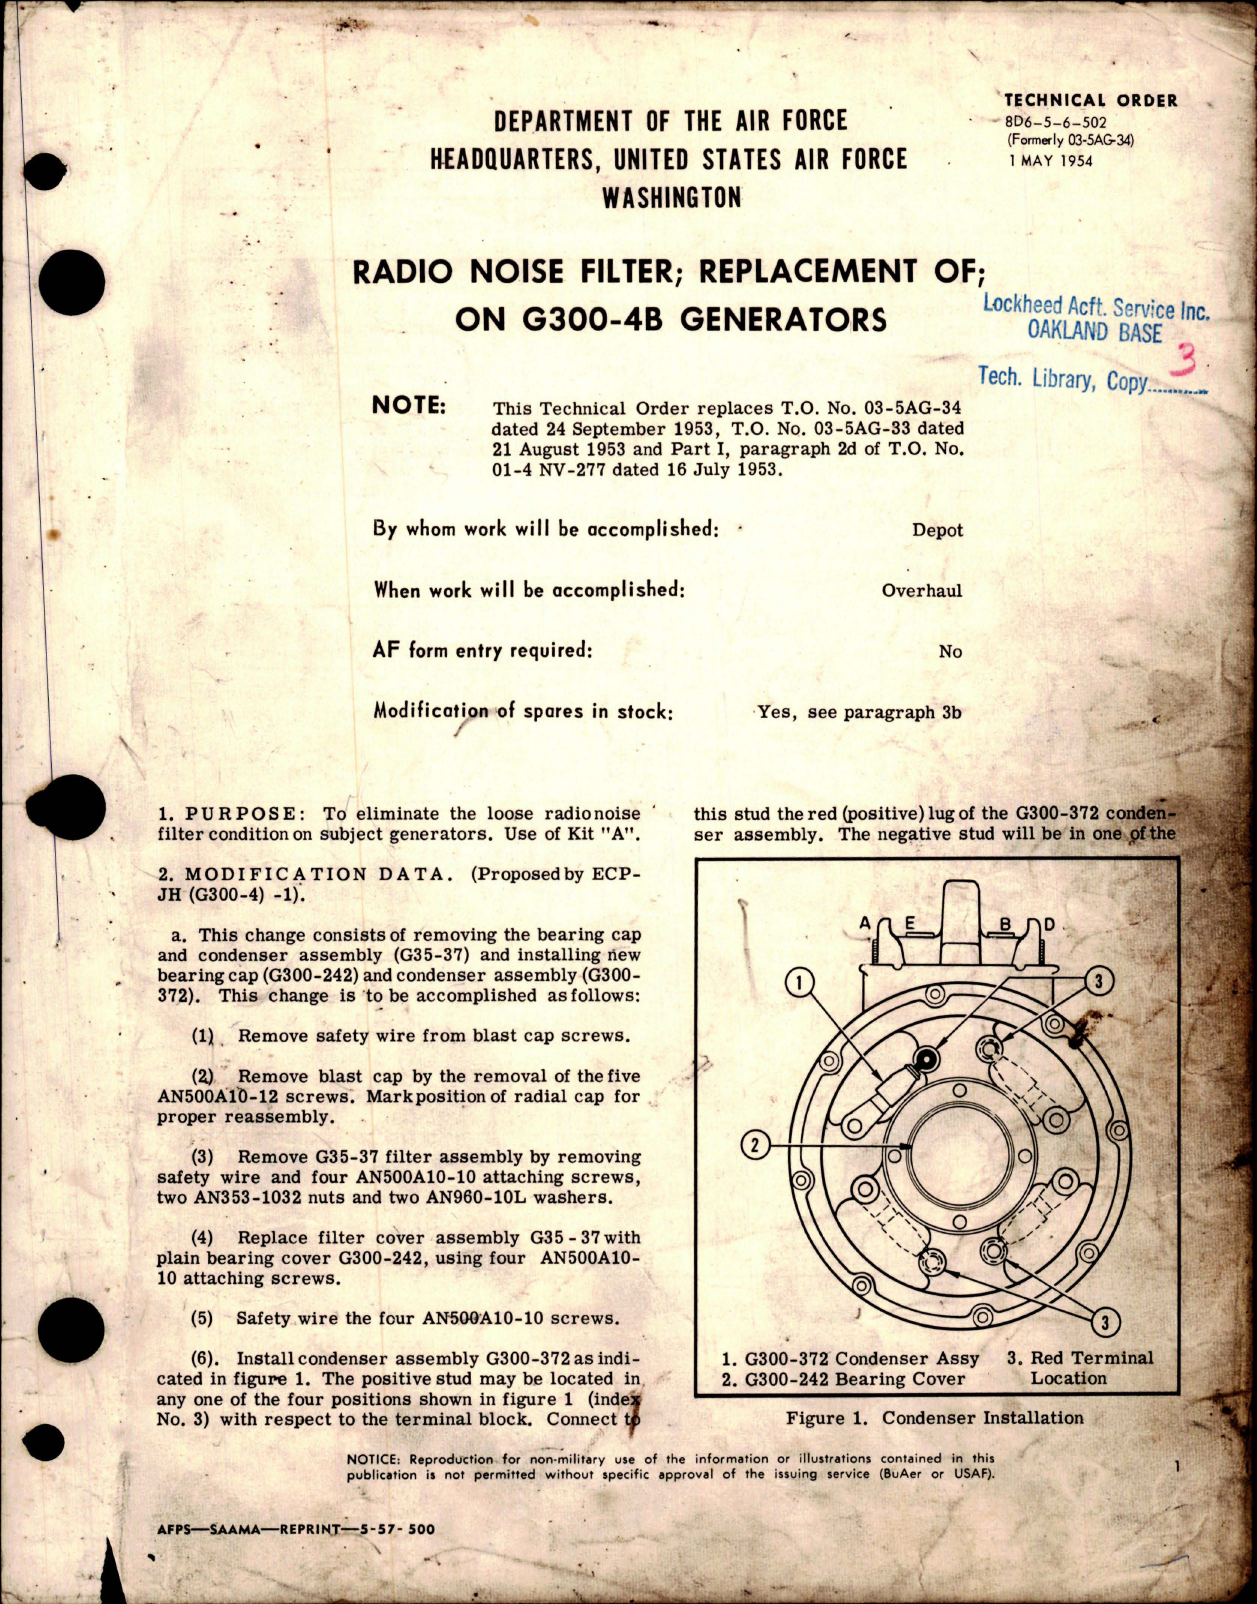 TECHNICAL ORDER
8D6-5-6-502
(Formerly 03-5AG-34)
1 MAY 1954
DEPARTMENT OF THE AIR FORCE
HEADQUARTERS, UNITED STATES AIR FORCE
WASHINGTON
RADIO NOISE FILTER; REPLACEMENT OF;
ON G300-4B GENERATORS
Lockheed Acft. Service Inc.
OAKLAND BASE
Tech. Library, Copy 3
NOTE: This Technical Order replaces T.O. No. 03-5AG-34
dated 24 September 1953, T.O. No. 03-5AG-33 dated
21 August 1953 and Part I, paragraph 2d of T.O. No.
01-4 NV-277 dated 16 July 1953.
By whom work will be accomplished: Depot
When work will be accomplished: Overhaul
AF form entry required: No
Modification of spares in stock: Yes, see paragraph 3b
1. PURPOSE: To eliminate the loose radio noise
filter condition on subject generators. Use of Kit "A".
2. MODIFICATION DATA. (Proposed by ECP-
JH (G300-4) -1).
a. This change consists of removing the bearing cap
and condenser assembly (G35-37) and installing new
bearing cap (G300-242) and condenser assembly (G300-
372). This change is to be accomplished as follows:
(1) Remove safety wire from blast cap screws.
(2) Remove blast cap by the removal of the five
AN500A10-12 screws. Mark position of radial cap for
proper reassembly.
(3) Remove G35-37 filter assembly by removing
safety wire and four AN500A10-10 attaching screws,
two AN353-1032 nuts and two AN960-10L washers.
(4) Replace filter cover assembly G35-37 with
plain bearing cover G300-242, using four AN500A10-
10 attaching screws.
(5) Safety wire the four AN500A10-10 screws.
(6). Install condenser assembly G300-372 as indi-
cated in figure 1. The positive stud may be located in
any one of the four positions shown in figure 1 (index
No. 3) with respect to the terminal block. Connect to
this stud the red (positive) lug of the G300-372 conden-
ser assembly. The negative stud will be in one of the
A E B D
1 3
2
3
1. G300-372 Condenser Assy 3. Red Terminal
2. G300-242 Bearing Cover Location
Figure 1. Condenser Installation
NOTICE: Reproduction for non-military use of the information or illustrations contained in this
publication is not permitted without specific approval of the issuing service (BuAer or USAF).
1
AFPS—SAAMA—REPRINT—5-57-500